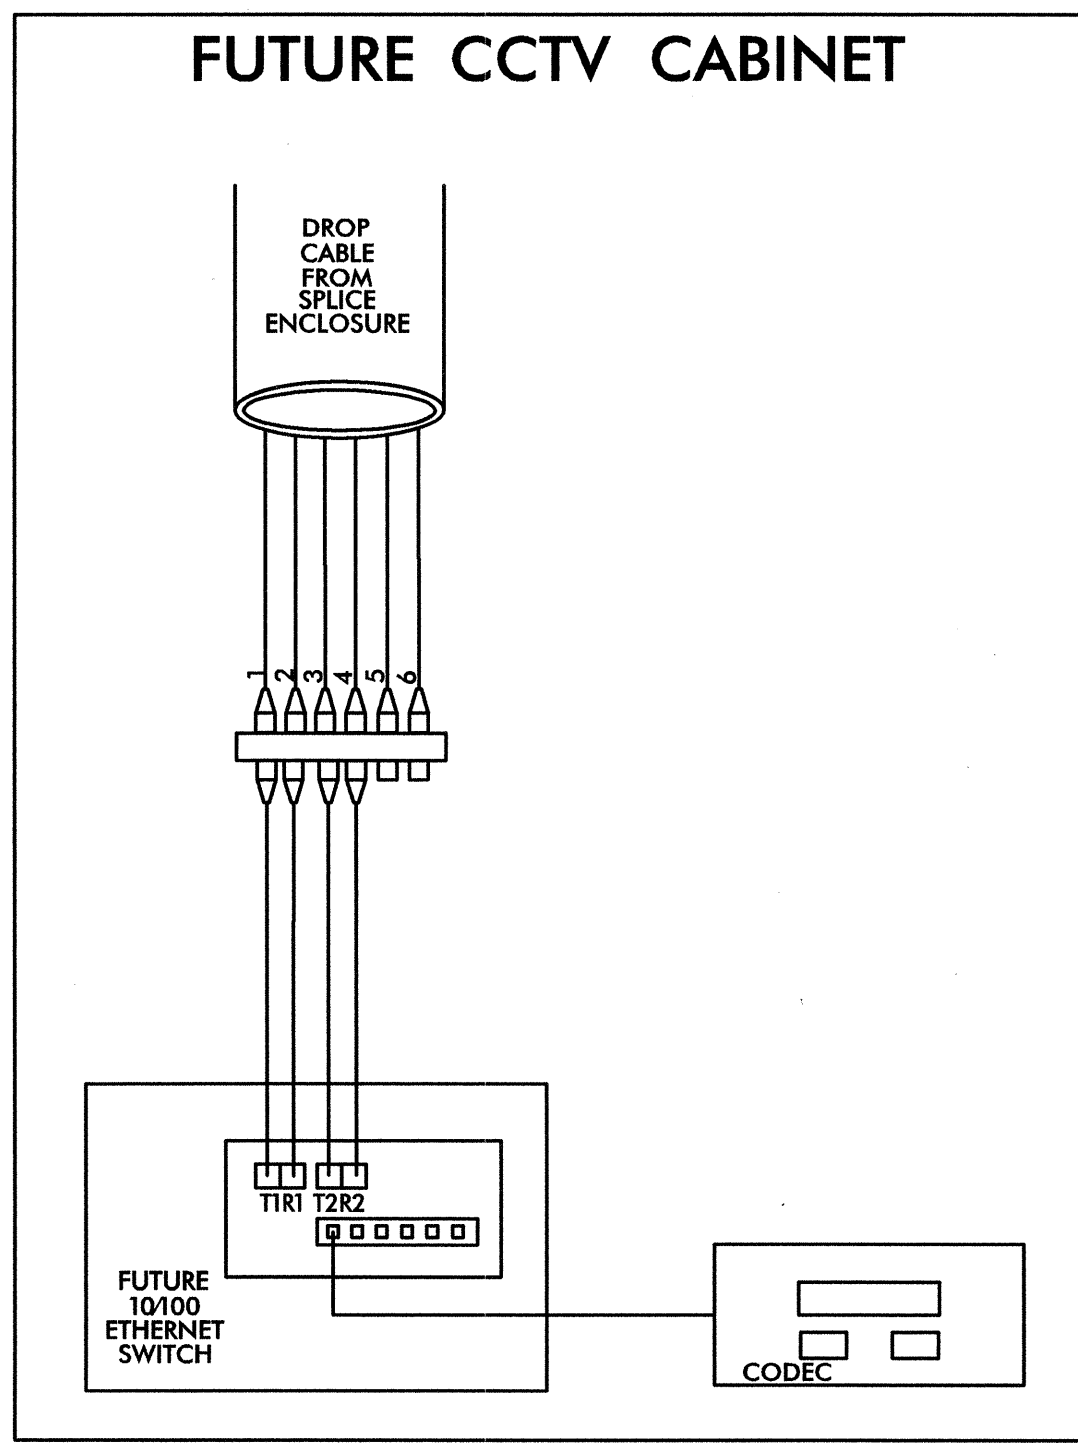 FUTURE CCTV CABINET
DROP
CABLE
FROM
SPLICE
ENCLOSURE
1 2 3 4 5 6
T1R1 T2R2
FUTURE
10/100
ETHERNET
SWITCH
CODEC